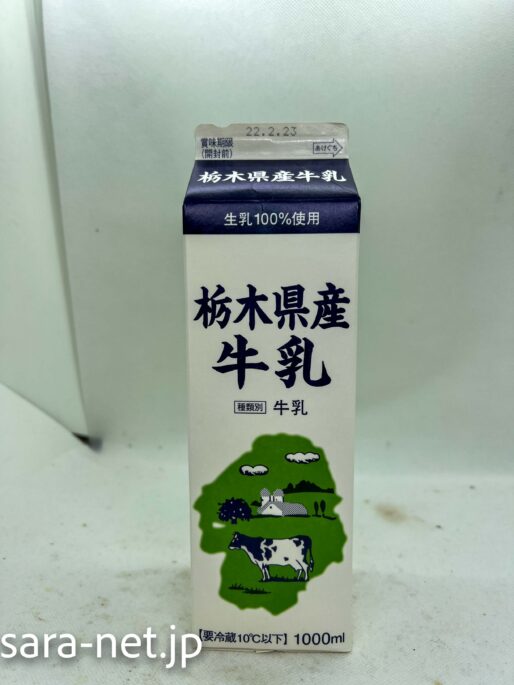 22.2.23
賞味期限
(開封前)
あけぐち
栃木県産牛乳
生乳100%使用
栃木県産
牛乳
種類別 牛乳
【要冷蔵10℃以下】1000ml
sara-net.jp